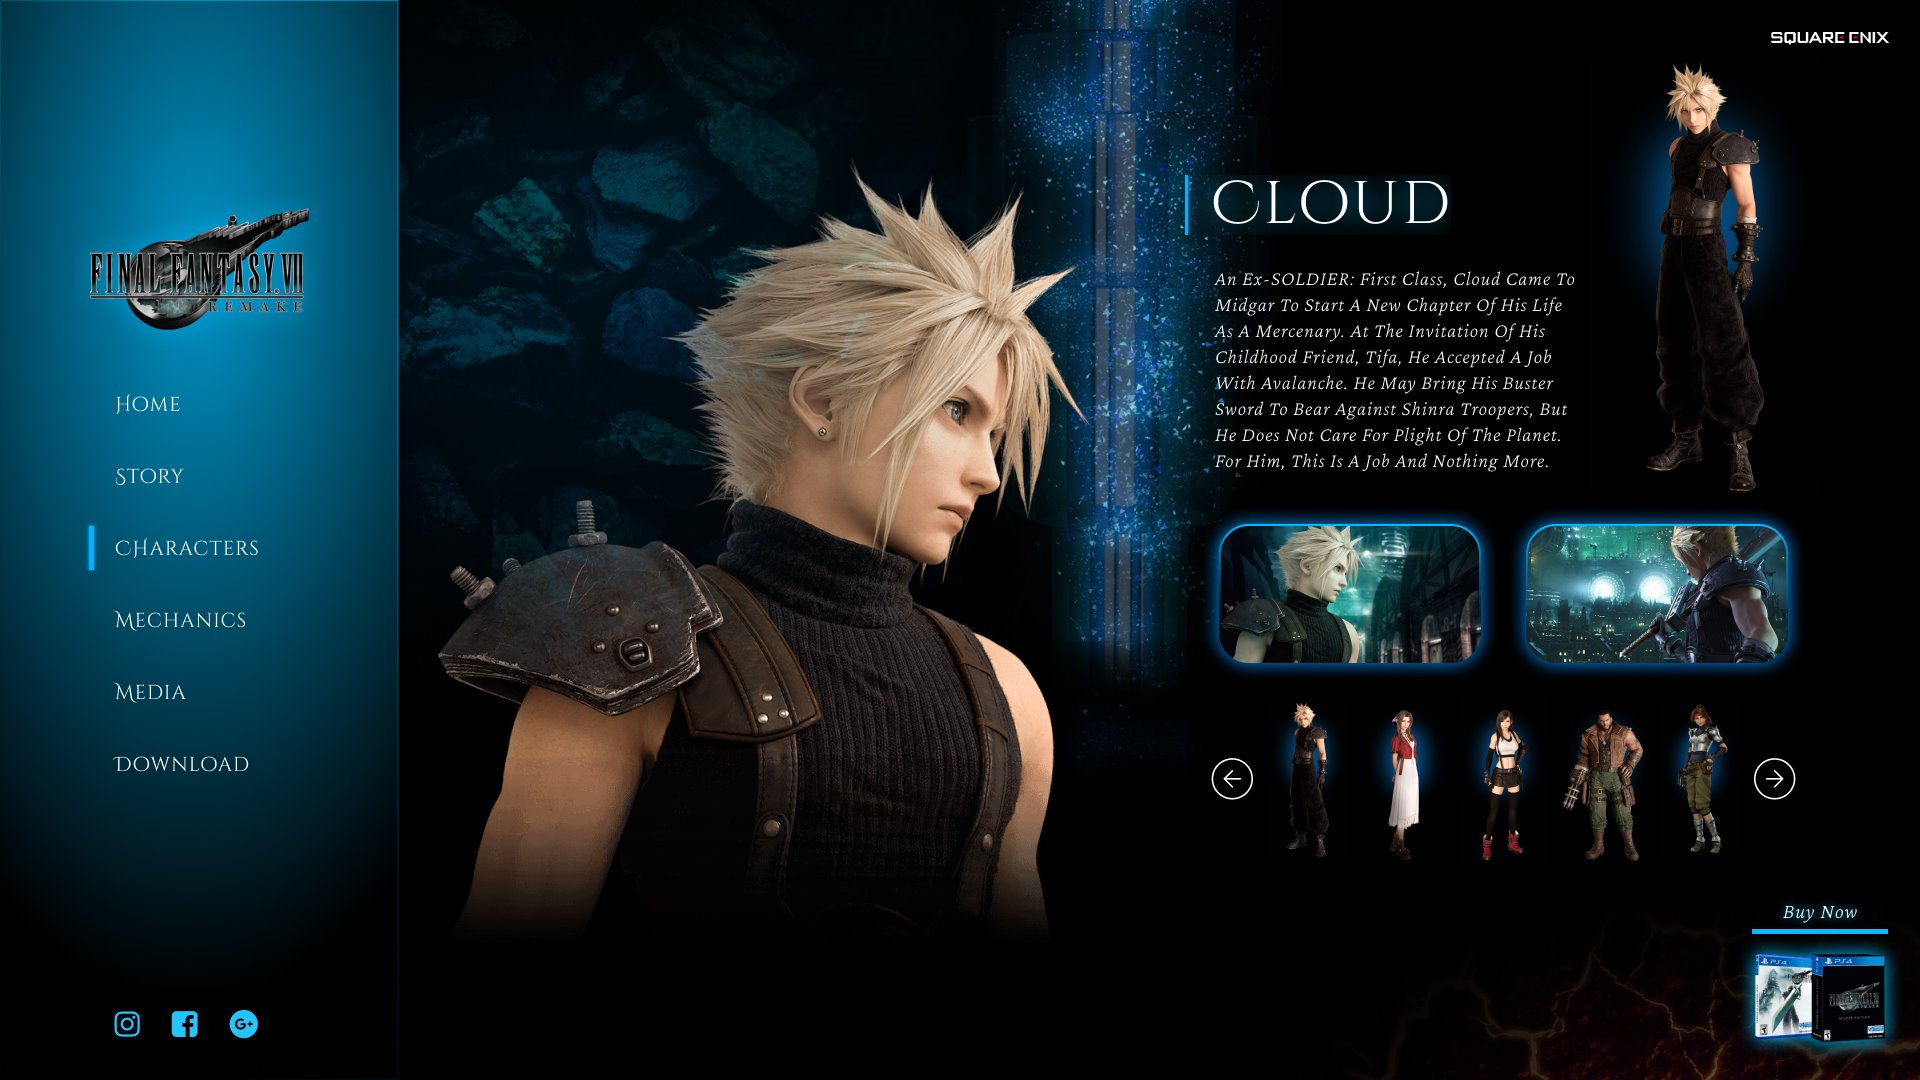 SQUARE ENIX
FINAL FANTASY.VII
REMAKE
Home
Story
Characters
Mechanics
Media
Download
Cloud
An Ex-SOLDIER: First Class, Cloud Came To
Midgar To Start A New Chapter Of His Life
As A Mercenary. At The Invitation Of His
Childhood Friend, Tifa, He Accepted A Job
With Avalanche. He May Bring His Buster
Sword To Bear Against Shinra Troopers, But
He Does Not Care For Plight Of The Planet.
For Him, This Is A Job And Nothing More.
Buy Now
PS4
PS4
G+